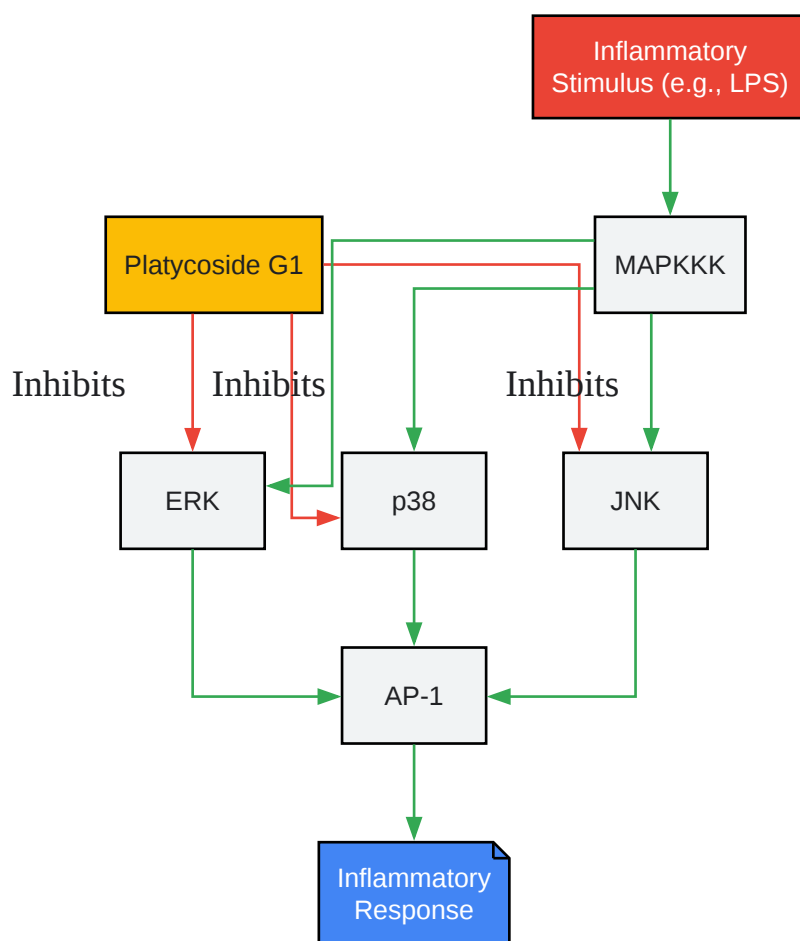 Inflammatory
Stimulus (e.g., LPS)
Platycoside G1
MAPKKK
Inhibits
Inhibits
Inhibits
ERK
p38
JNK
AP-1
Inflammatory
Response